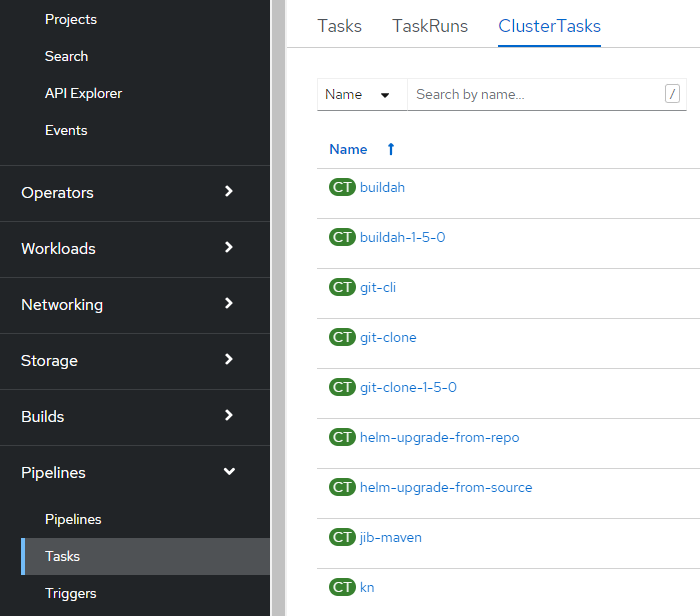 Projects
Search
API Explorer
Events
Operators
Workloads
Networking
Storage
Builds
Pipelines
Pipelines
Tasks
Triggers
Tasks TaskRuns ClusterTasks
Name Search by name... /
Name
CT buildah
CT buildah-1-5-0
CT git-cli
CT git-clone
CT git-clone-1-5-0
CT helm-upgrade-from-repo
CT helm-upgrade-from-source
CT jib-maven
CT kn